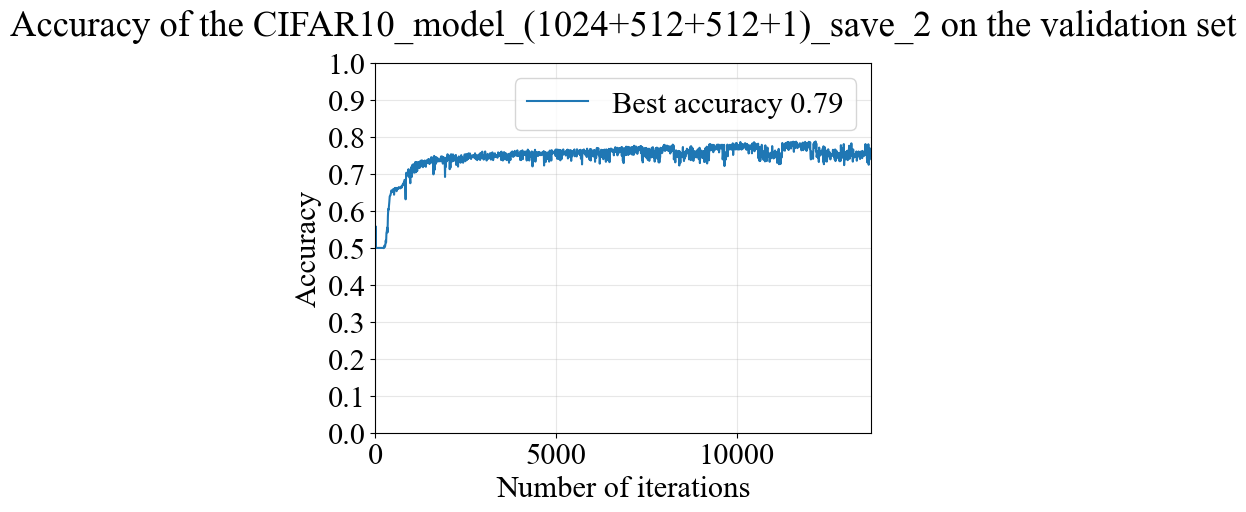 Accuracy of the CIFAR10_model_(1024+512+512+1)_save_2 on the validation set
1.0
0.9
0.8
0.7
0.6
0.5
0.4
0.3
0.2
0.1
0.0
Accuracy
Best accuracy 0.79
0 5000 10000
Number of iterations